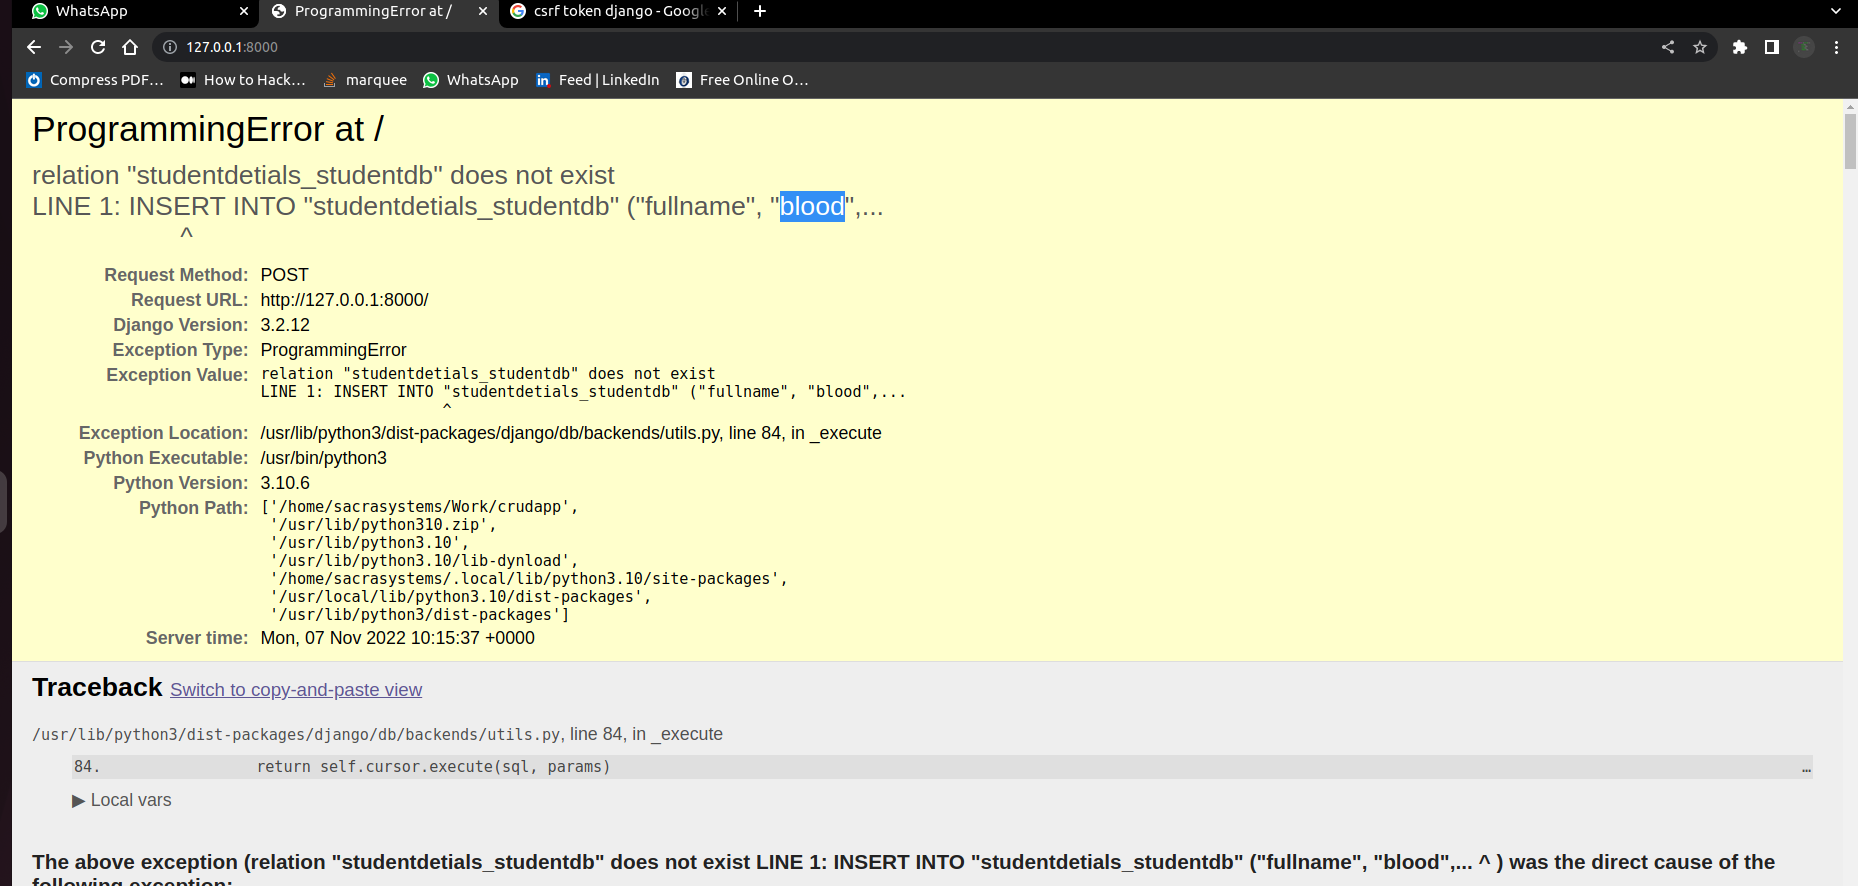 WhatsApp
ProgrammingError at /
csrf token django - Google
127.0.0.1:8000
Compress PDF... How to Hack... marquee WhatsApp Feed | LinkedIn Free Online O...
ProgrammingError at /
relation "studentdetials_studentdb" does not exist
LINE 1: INSERT INTO "studentdetials_studentdb" ("fullname", "blood",...
^
Request Method: POST
Request URL: http://127.0.0.1:8000/
Django Version: 3.2.12
Exception Type: ProgrammingError
Exception Value: relation "studentdetials_studentdb" does not exist
LINE 1: INSERT INTO "studentdetials_studentdb" ("fullname", "blood",...
^
Exception Location: /usr/lib/python3/dist-packages/django/db/backends/utils.py, line 84, in _execute
Python Executable: /usr/bin/python3
Python Version: 3.10.6
Python Path: ['/home/sacrasystems/Work/crudapp',
'/usr/lib/python310.zip',
'/usr/lib/python3.10',
'/usr/lib/python3.10/lib-dynload',
'/home/sacrasystems/.local/lib/python3.10/site-packages',
'/usr/local/lib/python3.10/dist-packages',
'/usr/lib/python3/dist-packages']
Server time: Mon, 07 Nov 2022 10:15:37 +0000
Traceback Switch to copy-and-paste view
/usr/lib/python3/dist-packages/django/db/backends/utils.py, line 84, in _execute
84. return self.cursor.execute(sql, params) …
▶ Local vars
The above exception (relation "studentdetials_studentdb" does not exist LINE 1: INSERT INTO "studentdetials_studentdb" ("fullname", "blood",... ^ ) was the direct cause of the
following exception: